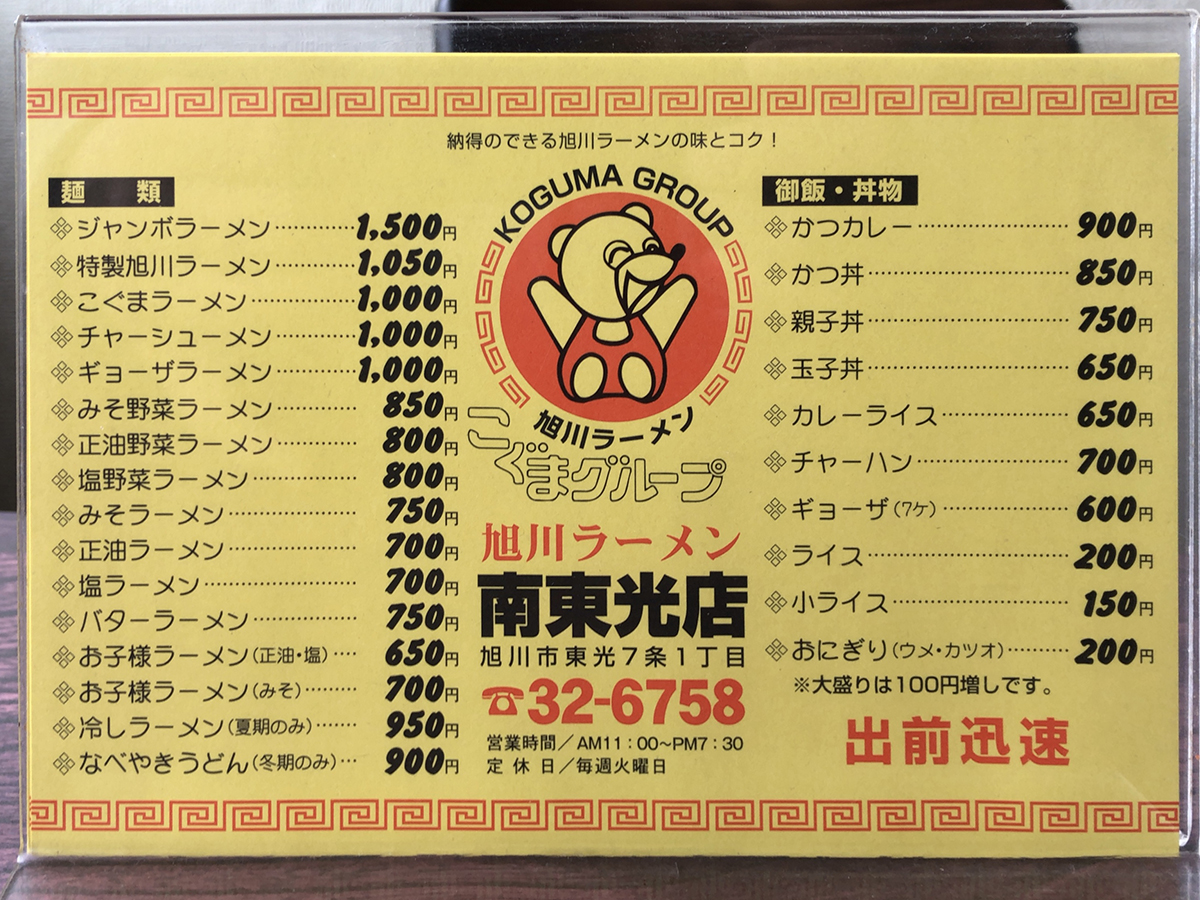 納得のできる旭川ラーメンの味とコク！
麺類
ジャンボラーメン…………1,500円
特製旭川ラーメン…………1,050円
こぐまラーメン……………1,000円
チャーシューメン…………1,000円
ギョーザラーメン…………1,000円
みそ野菜ラーメン…………850円
正油野菜ラーメン…………800円
塩野菜ラーメン……………800円
みそラーメン………………750円
正油ラーメン………………700円
塩ラーメン…………………700円
バターラーメン……………750円
お子様ラーメン(正油・塩)…650円
お子様ラーメン(みそ)………700円
冷しラーメン(夏期のみ)……950円
なべやきうどん(冬期のみ)…900円
KOGUMA GROUP
旭川ラーメン
こぐまグループ
旭川ラーメン
南東光店
旭川市東光7条1丁目
☎32-6758
営業時間／AM11：00〜PM7：30
定休日／毎週火曜日
御飯・丼物
かつカレー…………………900円
かつ丼………………………850円
親子丼………………………750円
玉子丼………………………650円
カレーライス………………650円
チャーハン…………………700円
ギョーザ(7ケ)………………600円
ライス………………………200円
小ライス……………………150円
おにぎり(ウメ・カツオ)……200円
※大盛りは100円増しです。
出前迅速